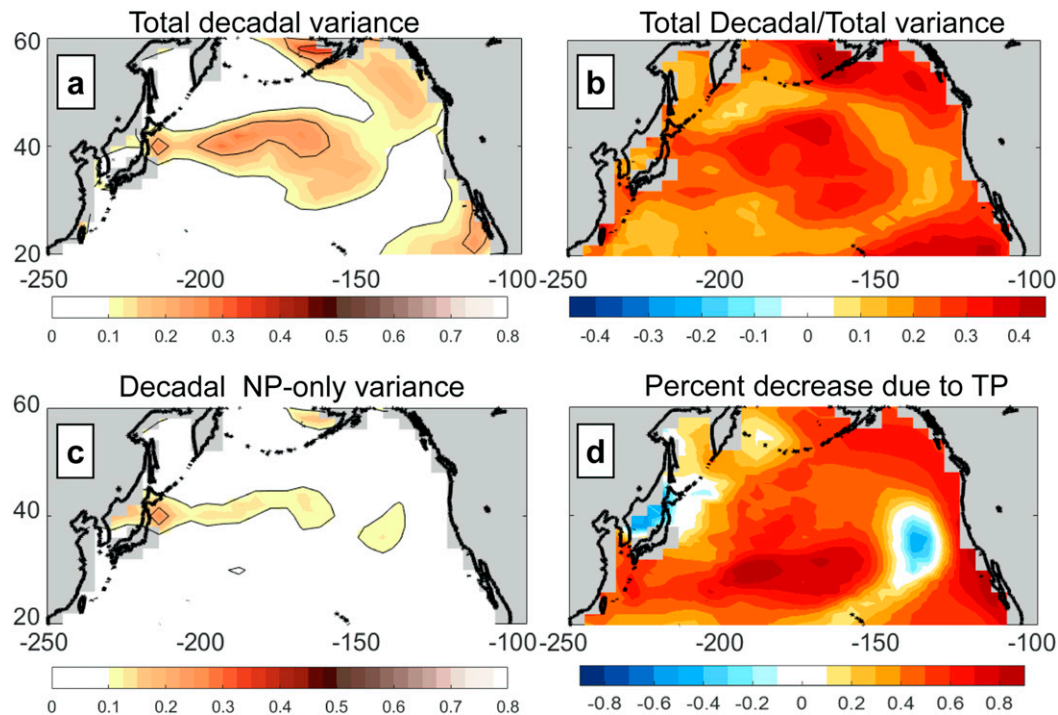 Total decadal variance
Total Decadal/Total variance
a
b
60
40
20
-250
-200
-150
-100
-250
-200
-150
-100
0 0.1 0.2 0.3 0.4 0.5 0.6 0.7 0.8
-0.4 -0.3 -0.2 -0.1 0 0.1 0.2 0.3 0.4
Decadal NP-only variance
Percent decrease due to TP
c
d
60
40
20
-250
-200
-150
-100
-250
-200
-150
-100
0 0.1 0.2 0.3 0.4 0.5 0.6 0.7 0.8
-0.8 -0.6 -0.4 -0.2 0 0.2 0.4 0.6 0.8